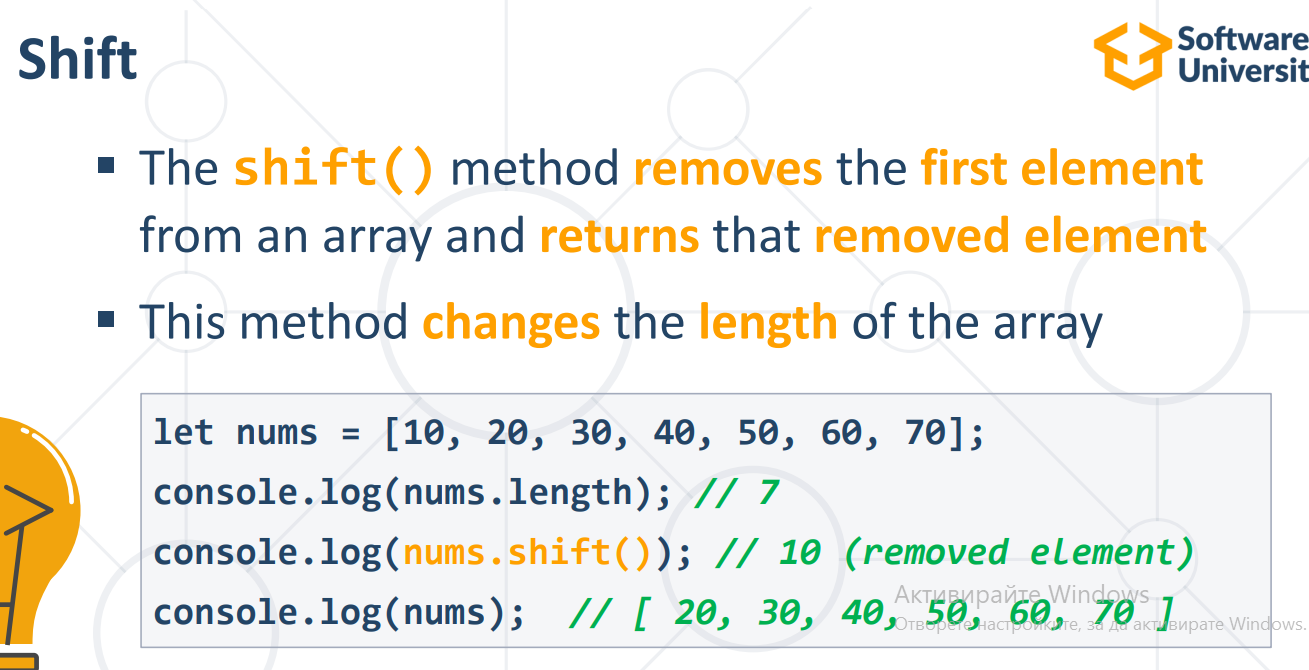 Shift
Software
Universit
▪ The shift() method removes the first element
from an array and returns that removed element
▪ This method changes the length of the array
let nums = [10, 20, 30, 40, 50, 60, 70];
console.log(nums.length); // 7
console.log(nums.shift()); // 10 (removed element)
console.log(nums);  // [ 20, 30, 40, 50, 60, 70 ]
Активирайте Windows
Отворете настройките, за да активирате Windows.